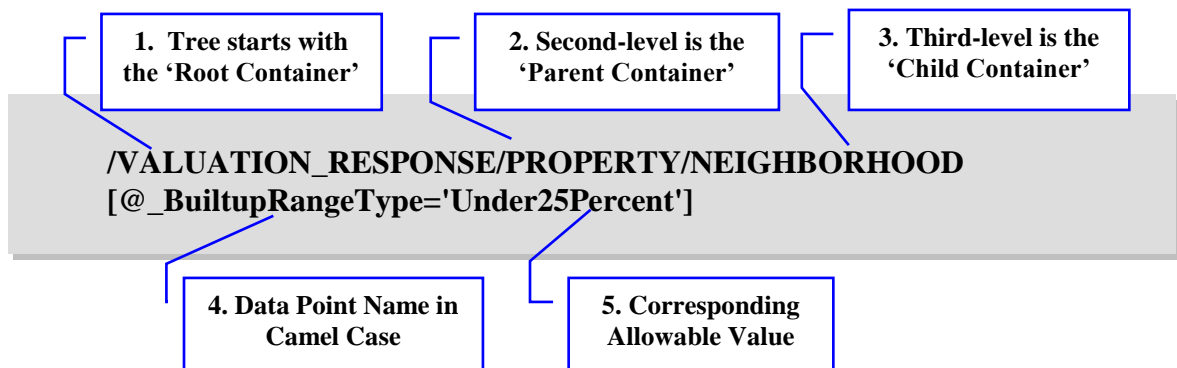 1. Tree starts with
the ‘Root Container’
2. Second-level is the
‘Parent Container’
3. Third-level is the
‘Child Container’
/VALUATION_RESPONSE/PROPERTY/NEIGHBORHOOD
[@_BuiltupRangeType='Under25Percent']
4. Data Point Name in
Camel Case
5. Corresponding
Allowable Value